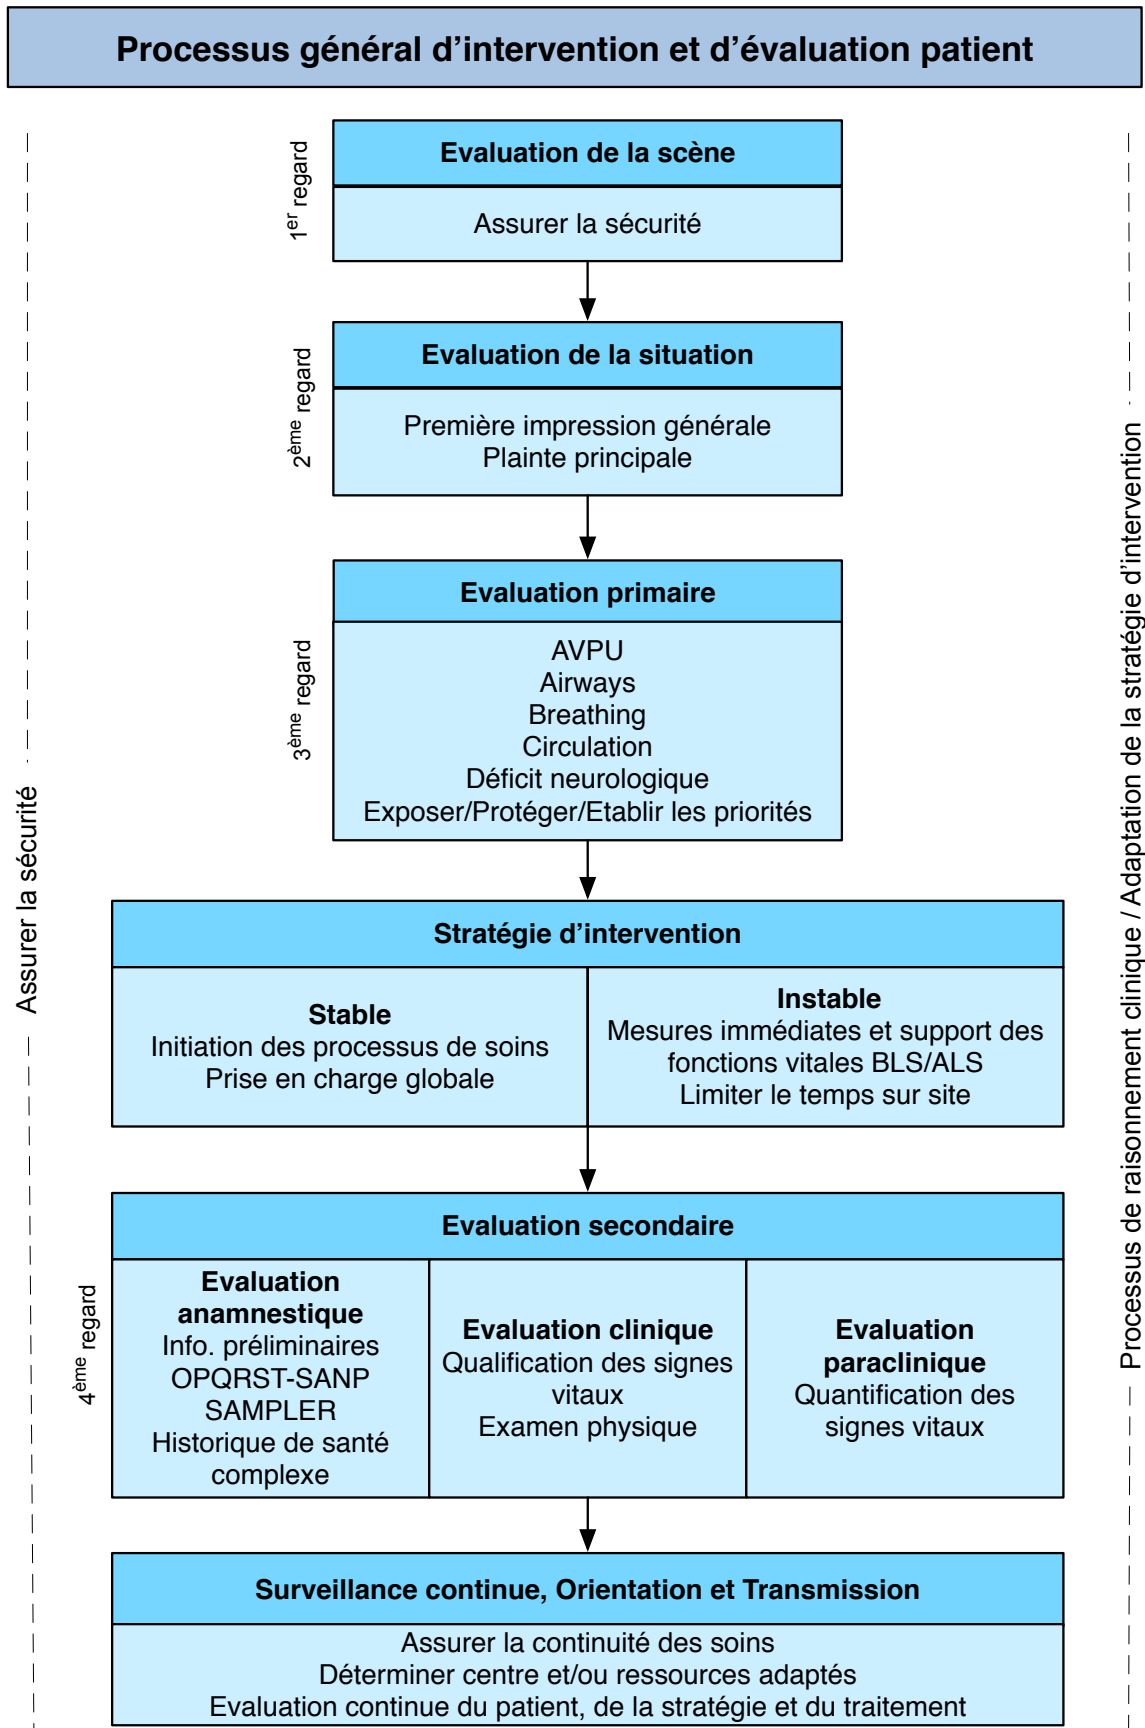 Processus général d'intervention et d'évaluation patient
1er regard
Evaluation de la scène
Assurer la sécurité
2ème regard
Evaluation de la situation
Première impression générale
Plainte principale
3ème regard
Evaluation primaire
AVPU
Airways
Breathing
Circulation
Déficit neurologique
Exposer/Protéger/Etablir les priorités
Assurer la sécurité
Processus de raisonnement clinique / Adaptation de la stratégie d'intervention
Stratégie d'intervention
Stable
Initiation des processus de soins
Prise en charge globale
Instable
Mesures immédiates et support des
fonctions vitales BLS/ALS
Limiter le temps sur site
4ème regard
Evaluation secondaire
Evaluation
anamnestique
Info. préliminaires
OPQRST-SANP
SAMPLER
Historique de santé
complexe
Evaluation clinique
Qualification des signes
vitaux
Examen physique
Evaluation
paraclinique
Quantification des
signes vitaux
Surveillance continue, Orientation et Transmission
Assurer la continuité des soins
Déterminer centre et/ou ressources adaptés
Evaluation continue du patient, de la stratégie et du traitement